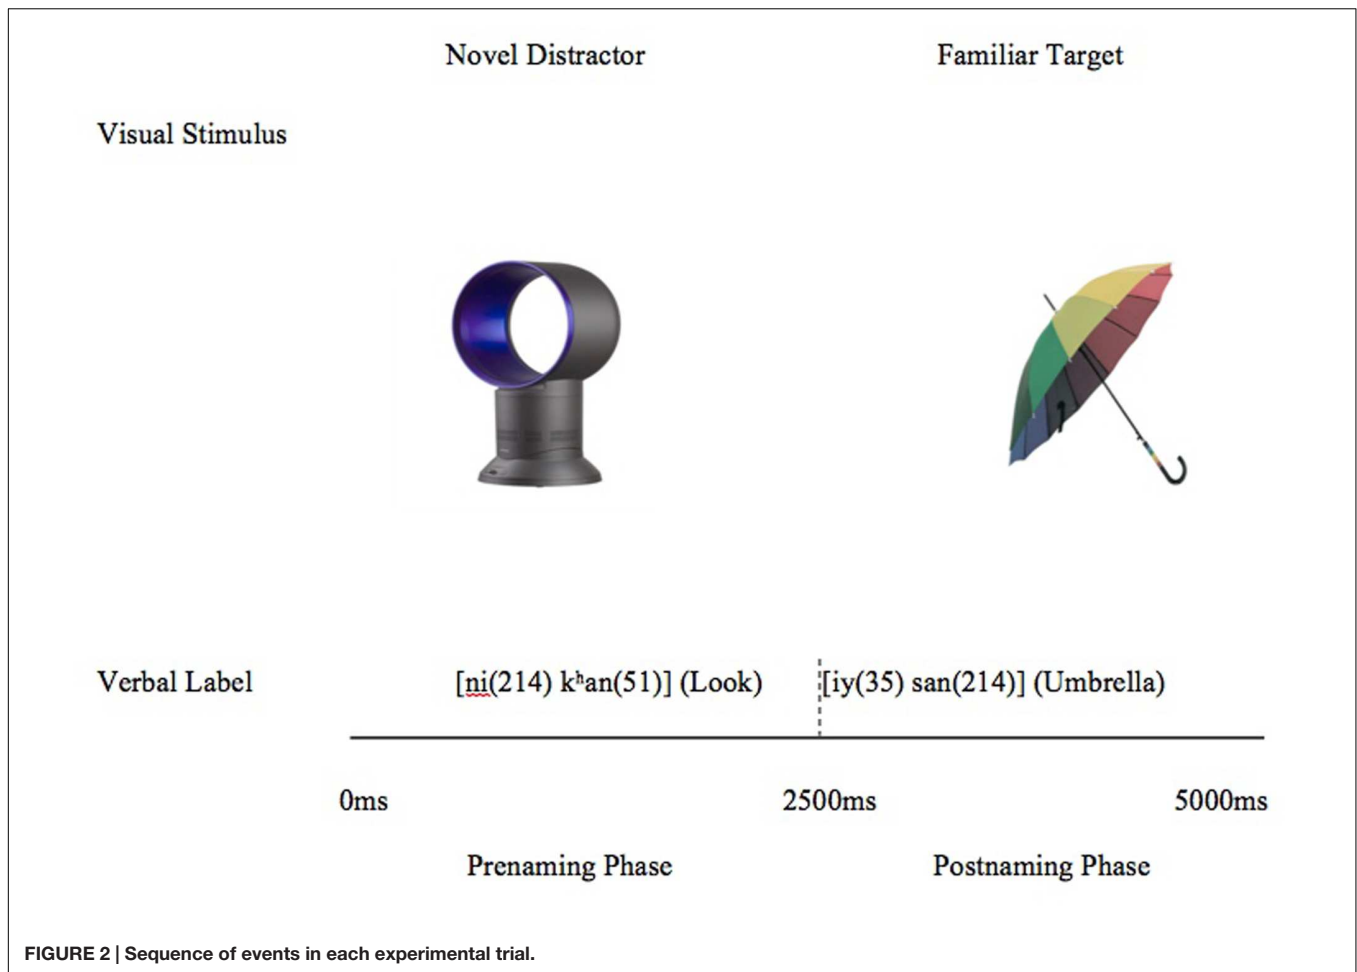 Novel Distractor Familiar Target
Visual Stimulus
Verbal Label [ni(214) kʰan(51)] (Look) [iy(35) san(214)] (Umbrella)
0ms 2500ms 5000ms
Prenaming Phase Postnaming Phase
FIGURE 2 | Sequence of events in each experimental trial.